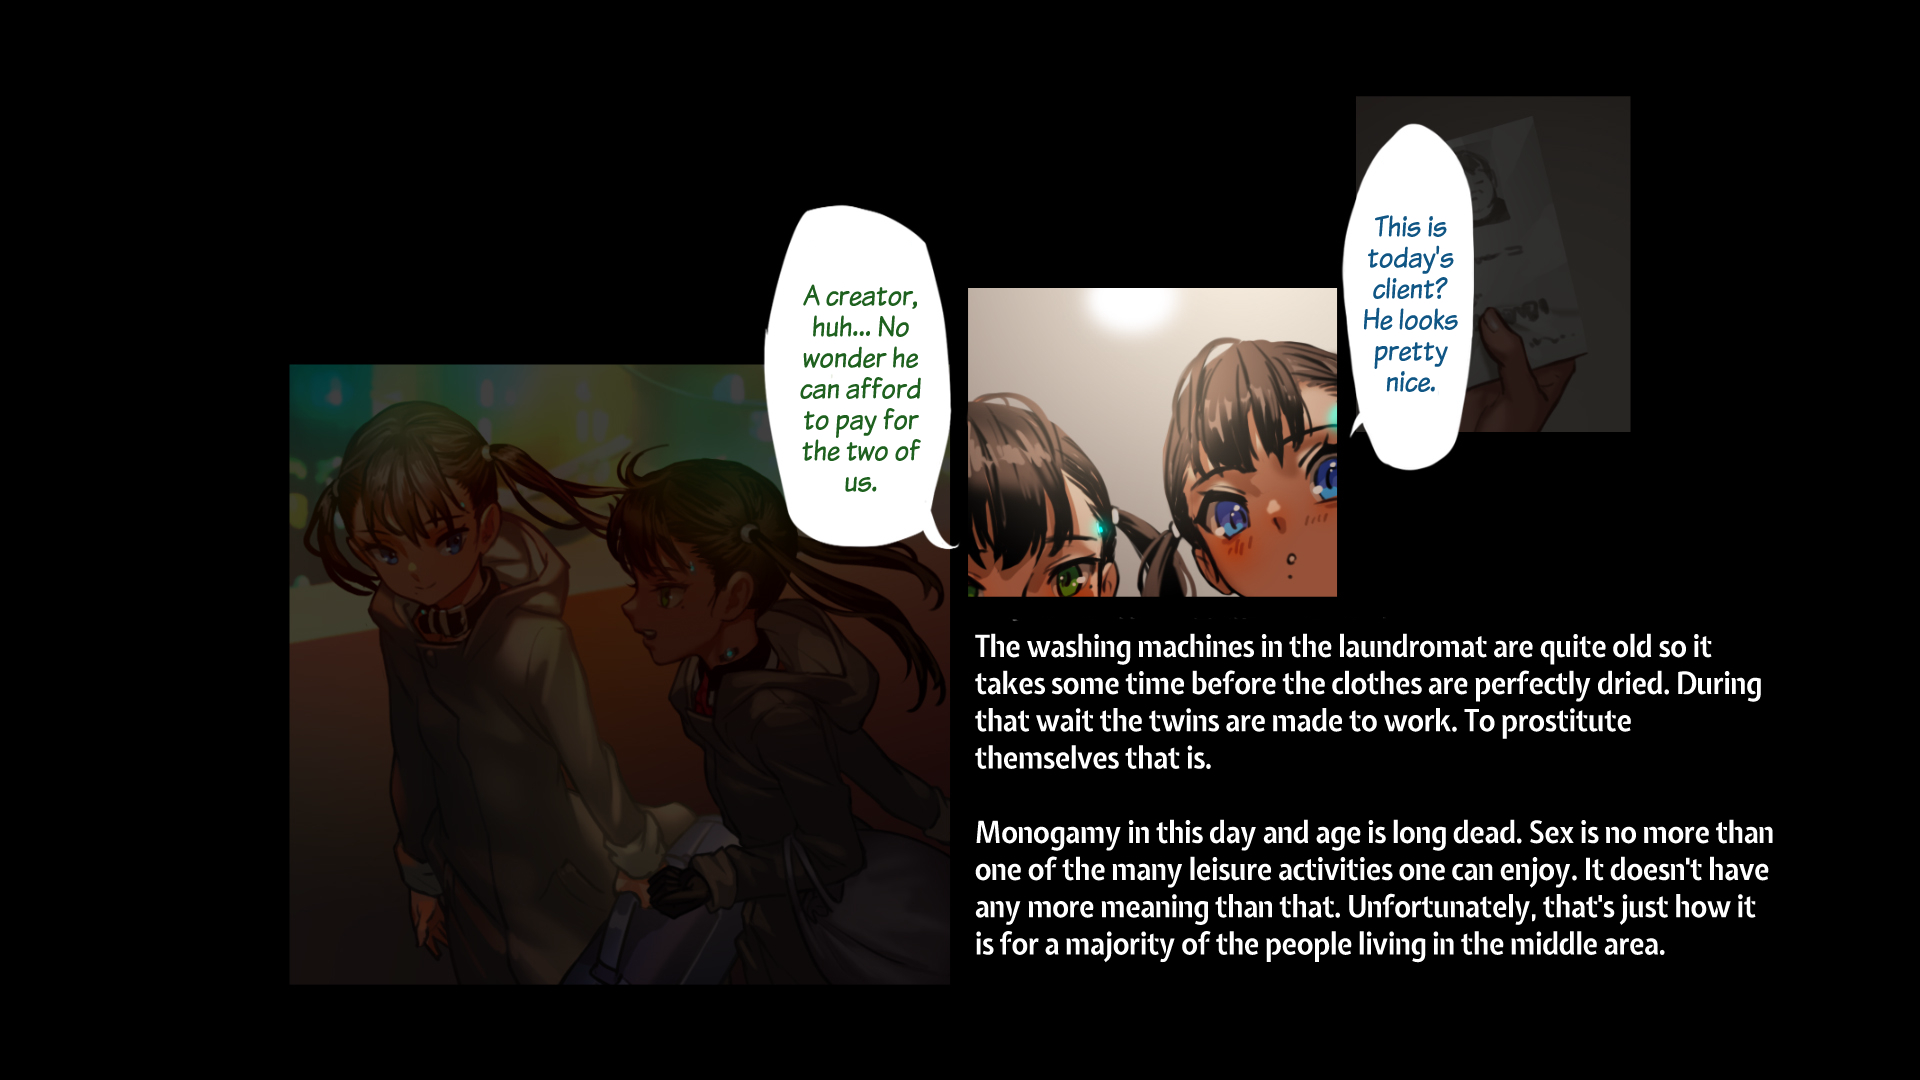 This is
today's
client?
He looks
pretty
nice.
A creator,
huh... No
wonder he
can afford
to pay for
the two of
us.
The washing machines in the laundromat are quite old so it
takes some time before the clothes are perfectly dried. During
that wait the twins are made to work. To prostitute
themselves that is.
Monogamy in this day and age is long dead. Sex is no more than
one of the many leisure activities one can enjoy. It doesn't have
any more meaning than that. Unfortunately, that's just how it
is for a majority of the people living in the middle area.